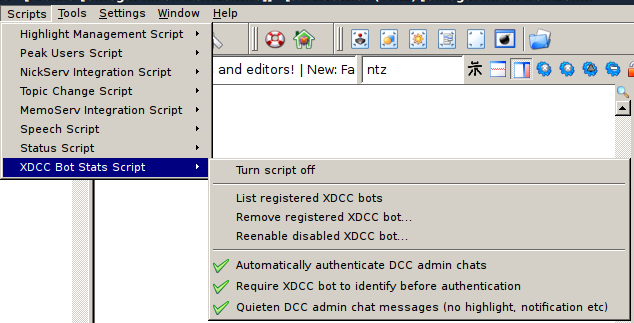 Scripts Tools Settings Window Help
Highlight Management Script
Peak Users Script
NickServ Integration Script
Topic Change Script
MemoServ Integration Script
Speech Script
Status Script
XDCC Bot Stats Script
and editors! | New: Fa
ntz
Turn script off
List registered XDCC bots
Remove registered XDCC bot...
Reenable disabled XDCC bot...
Automatically authenticate DCC admin chats
Require XDCC bot to identify before authentication
Quieten DCC admin chat messages (no highlight, notification etc)